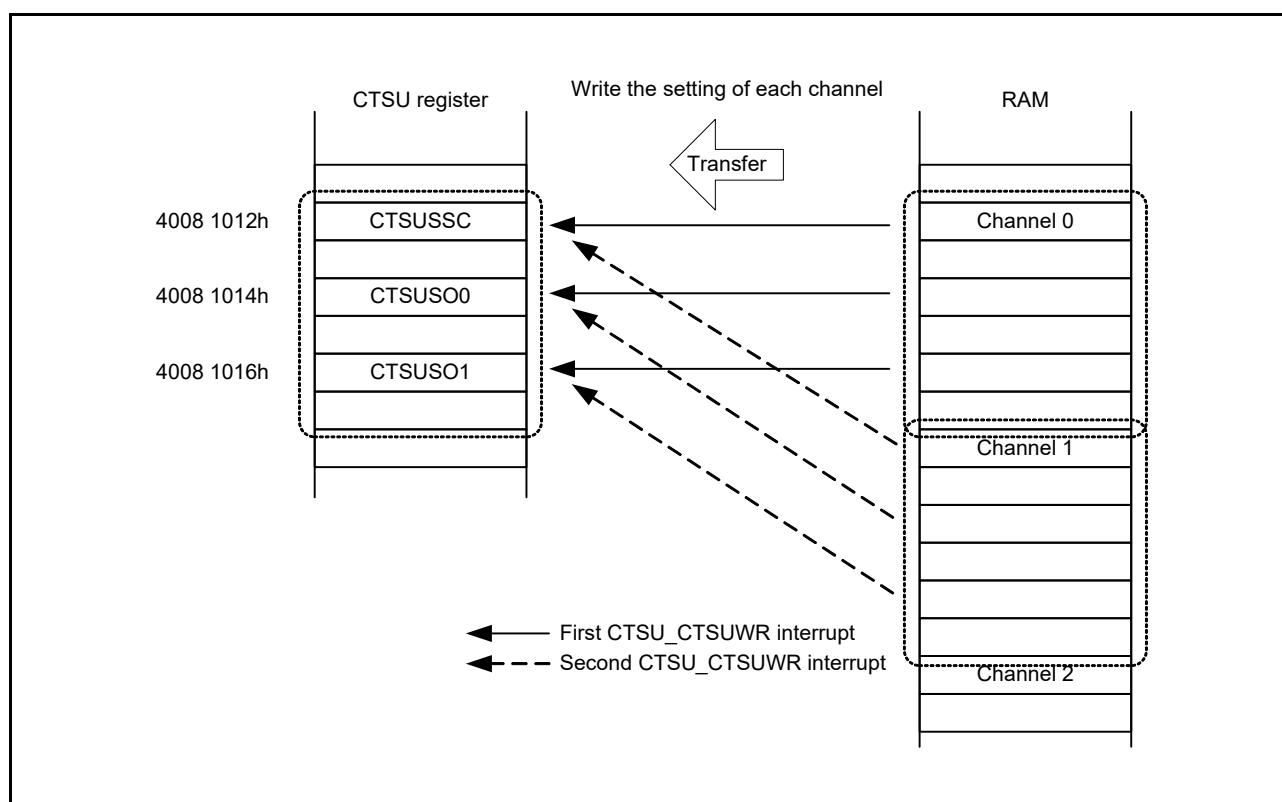 Write the setting of each channel
CTSU register
RAM
Transfer
4008 1012h
CTSUSSC
Channel 0
4008 1014h
CTSUSO0
4008 1016h
CTSUSO1
Channel 1
First CTSU_CTSUWR interrupt
Second CTSU_CTSUWR interrupt
Channel 2